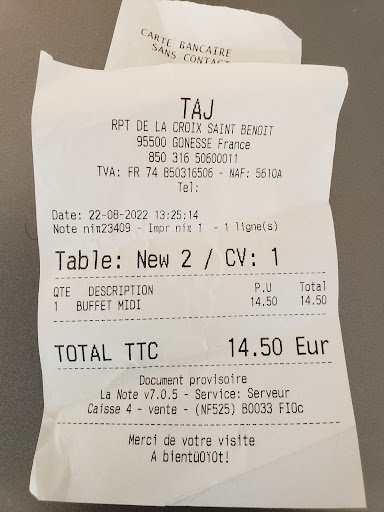 CARTE BANCAIRE
SANS CONTACT
TAJ
RPT DE LA CROIX SAINT BENOIT
95500 GONESSE France
850 316 50600011
TVA: FR 74 850316506 - NAF: 5610A
Tel:
Date: 22-08-2022 13:25:14
Note nim23409 - Impr nim 1 - 1 ligne(s)
Table: New 2 / CV: 1
QTE DESCRIPTION P.U Total
1 BUFFET MIDI 14.50 14.50
TOTAL TTC 14.50 Eur
Document provisoire
La Note v7.0.5 - Service: Serveur
Caisse 4 - vente - (NF525) B0033 FIOc
Merci de votre visite
A bientüOÿOt!